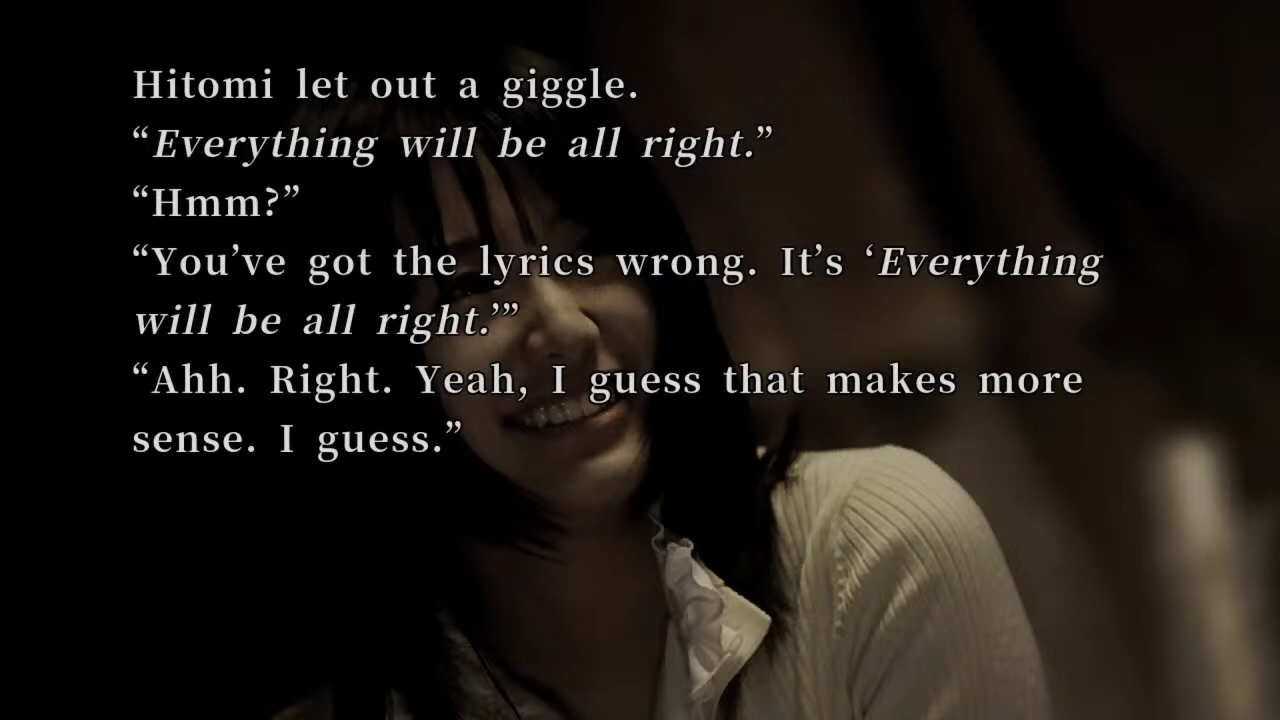 Hitomi let out a giggle.
“Everything will be all right.”
“Hmm?”
“You’ve got the lyrics wrong. It’s ‘Everything
will be all right.’”
“Ahh. Right. Yeah, I guess that makes more
sense. I guess.”